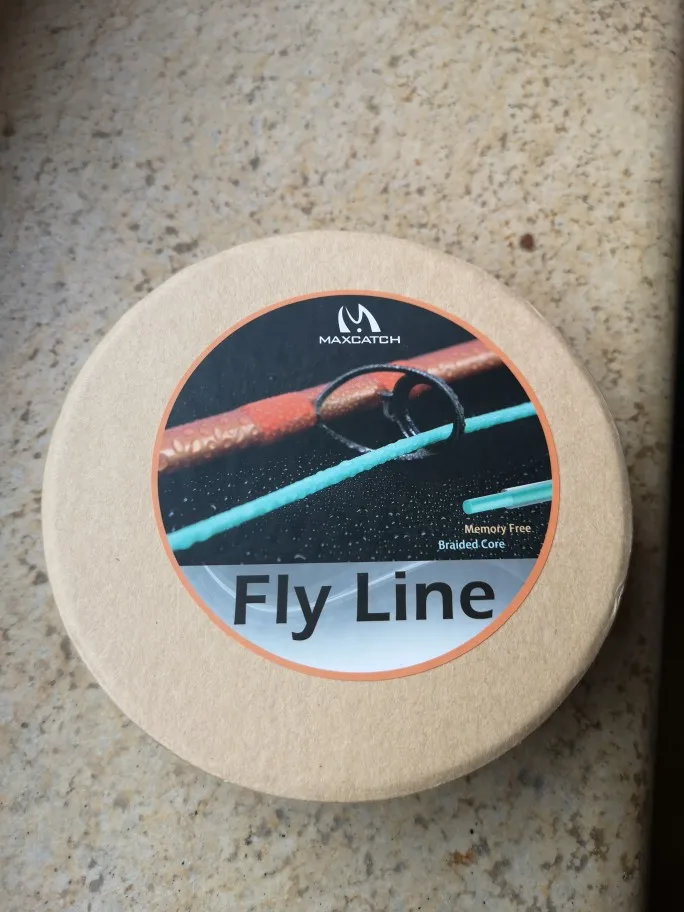 MAXCATCH
Memory Free
Braided Core
Fly Line